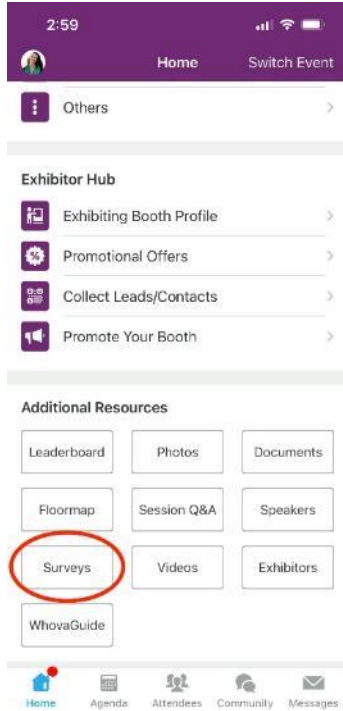 2:59
Home Switch Event
Others
Exhibitor Hub
Exhibiting Booth Profile
Promotional Offers
Collect Leads/Contacts
Promote Your Booth
Additional Resources
Leaderboard Photos Documents
Floormap Session Q&A Speakers
Surveys Videos Exhibitors
WhovaGuide
Home Agenda Attendees Community Messages